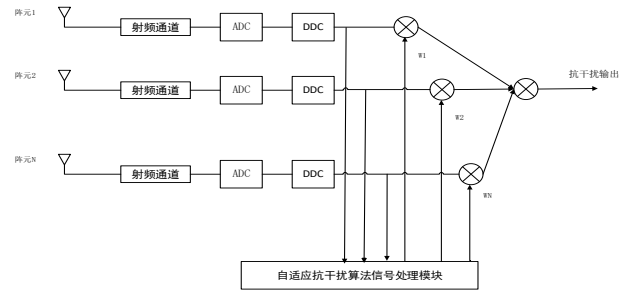 阵元1
射频通道
ADC
DDC
W1
阵元2
射频通道
ADC
DDC
W2
抗干扰输出
阵元N
射频通道
ADC
DDC
WN
自适应抗干扰算法信号处理模块